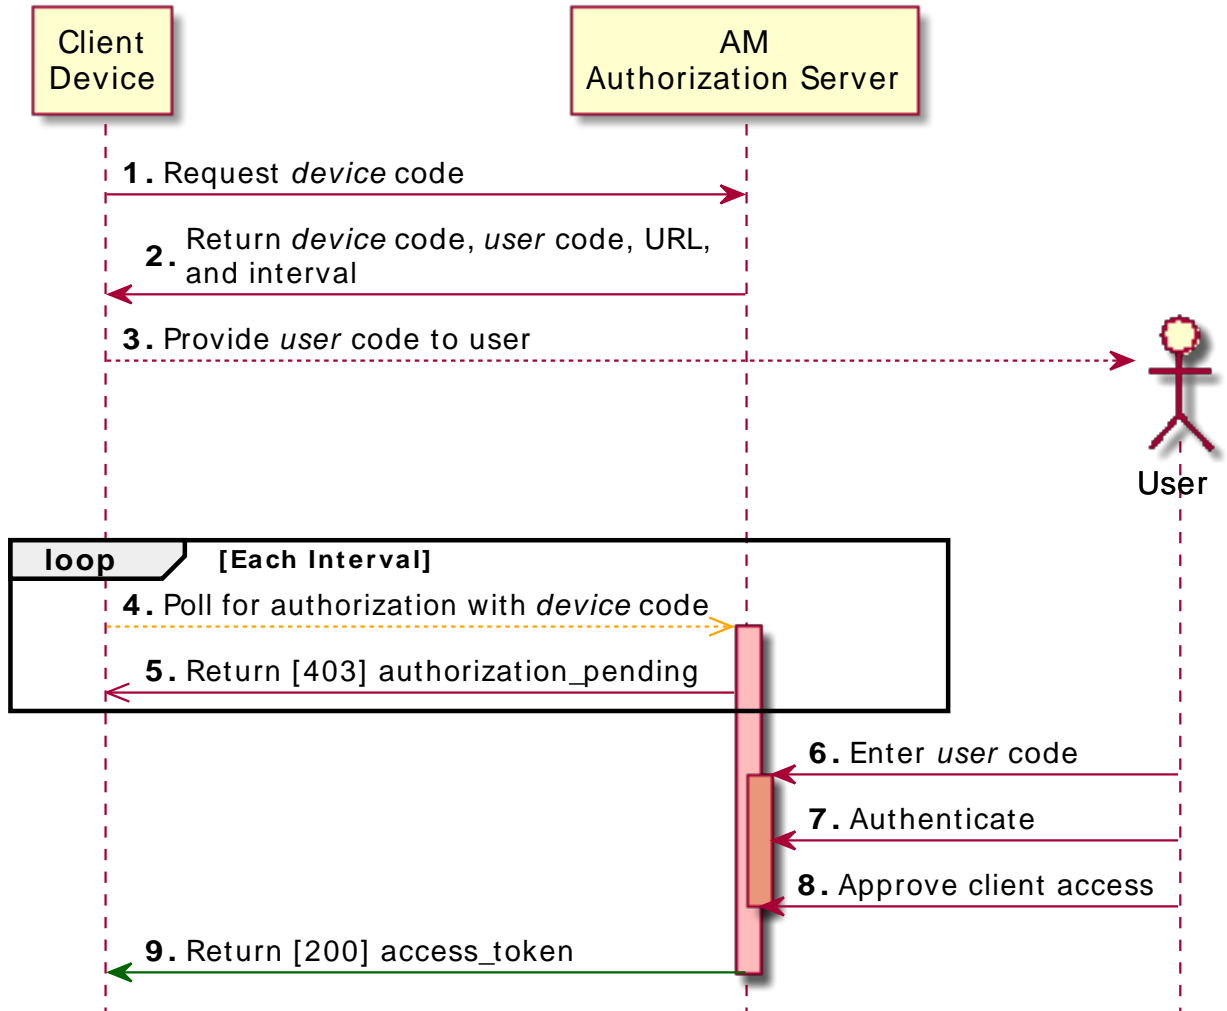 Client
Device
AM
Authorization Server
1. Request device code
2. Return device code, user code, URL,
and interval
3. Provide user code to user
User
loop [Each Interval]
4. Poll for authorization with device code
5. Return [403] authorization_pending
6. Enter user code
7. Authenticate
8. Approve client access
9. Return [200] access_token